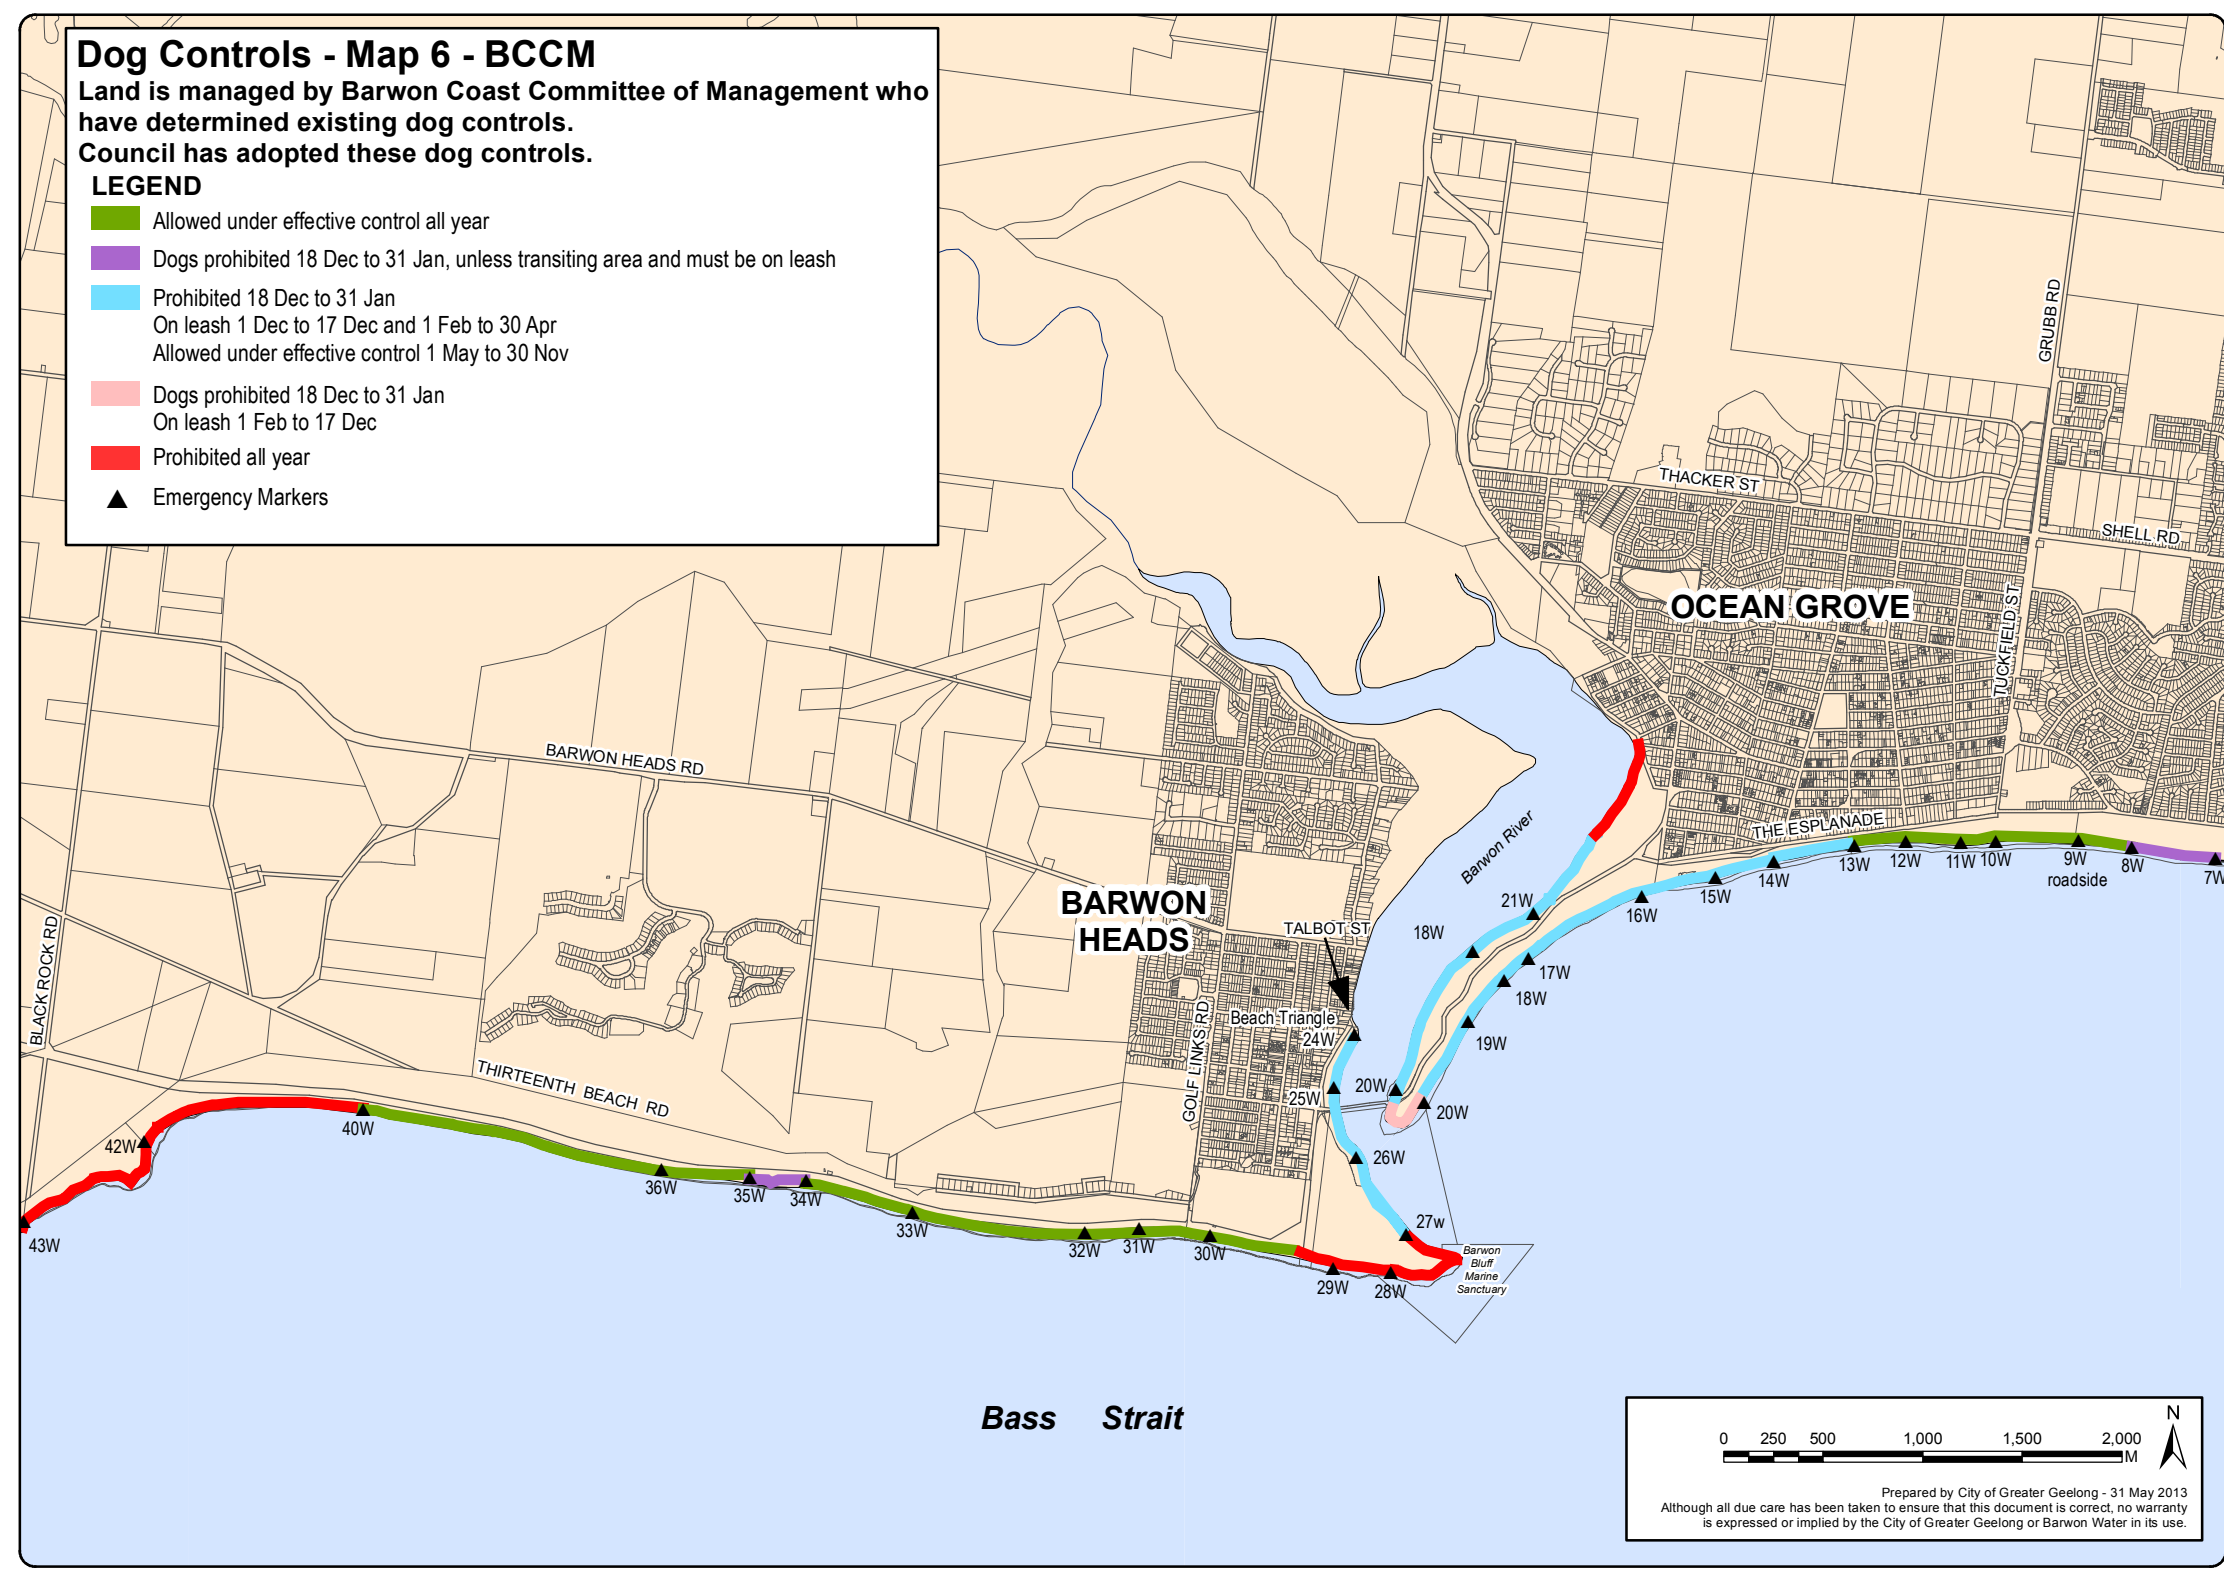 Dog Controls - Map 6 - BCCM
Land is managed by Barwon Coast Committee of Management who
have determined existing dog controls.
Council has adopted these dog controls.
LEGEND
Allowed under effective control all year
Dogs prohibited 18 Dec to 31 Jan, unless transiting area and must be on leash
Prohibited 18 Dec to 31 Jan
On leash 1 Dec to 17 Dec and 1 Feb to 30 Apr
Allowed under effective control 1 May to 30 Nov
Dogs prohibited 18 Dec to 31 Jan
On leash 1 Feb to 17 Dec
Prohibited all year
Emergency Markers
GRUBB RD
THACKER ST
SHELL RD
OCEAN GROVE
TUCKFIELD ST
BARWON HEADS RD
THE ESPLANADE
Barwon River
13W
12W
11W
10W
9W
roadside
8W
7W
14W
15W
16W
21W
18W
17W
18W
19W
BARWON
HEADS
TALBOT ST
BLACK ROCK RD
GOLF LINKS RD
Beach Triangle
24W
20W
25W
20W
THIRTEENTH BEACH RD
26W
27w
42W
40W
36W
35W
34W
33W
32W
31W
30W
29W
28W
43W
Barwon
Bluff
Marine
Sanctuary
Bass Strait
N
0 250 500 1,000 1,500 2,000
M
Prepared by City of Greater Geelong - 31 May 2013
Although all due care has been taken to ensure that this document is correct, no warranty
is expressed or implied by the City of Greater Geelong or Barwon Water in its use.